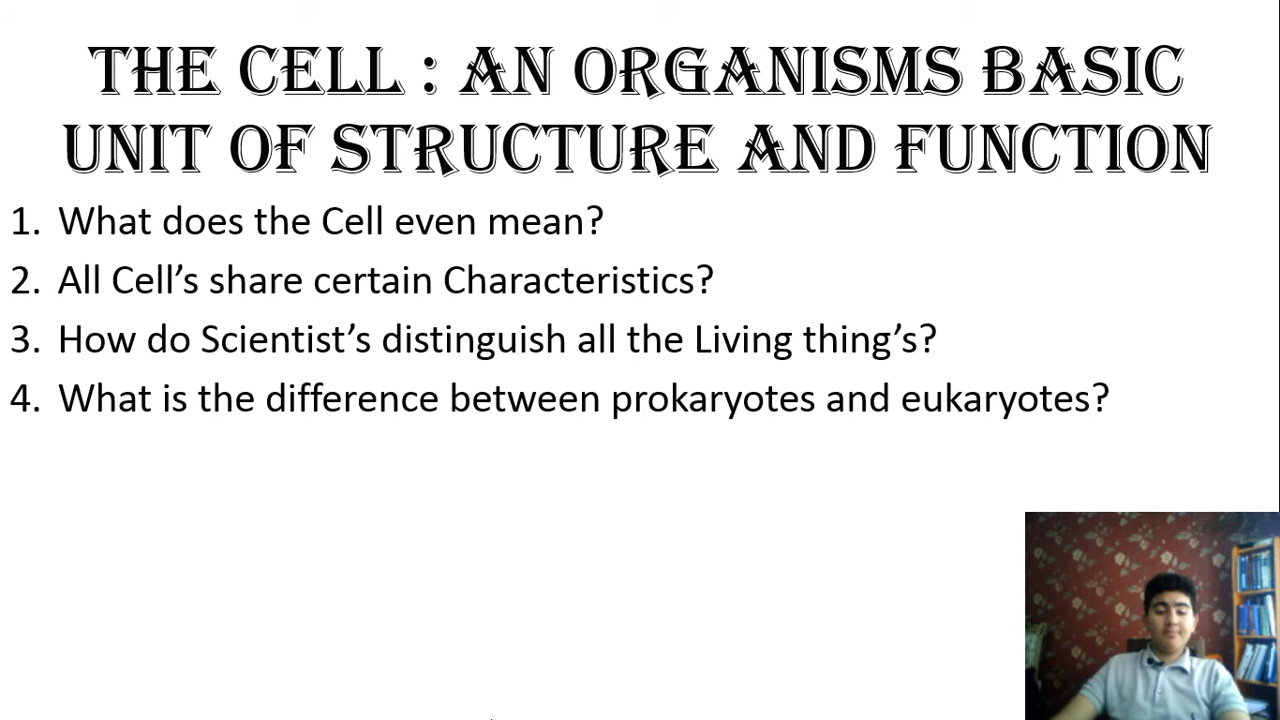 THE CELL : AN ORGANISMS BASIC
UNIT OF STRUCTURE AND FUNCTION
1. What does the Cell even mean?
2. All Cell’s share certain Characteristics?
3. How do Scientist’s distinguish all the Living thing’s?
4. What is the difference between prokaryotes and eukaryotes?